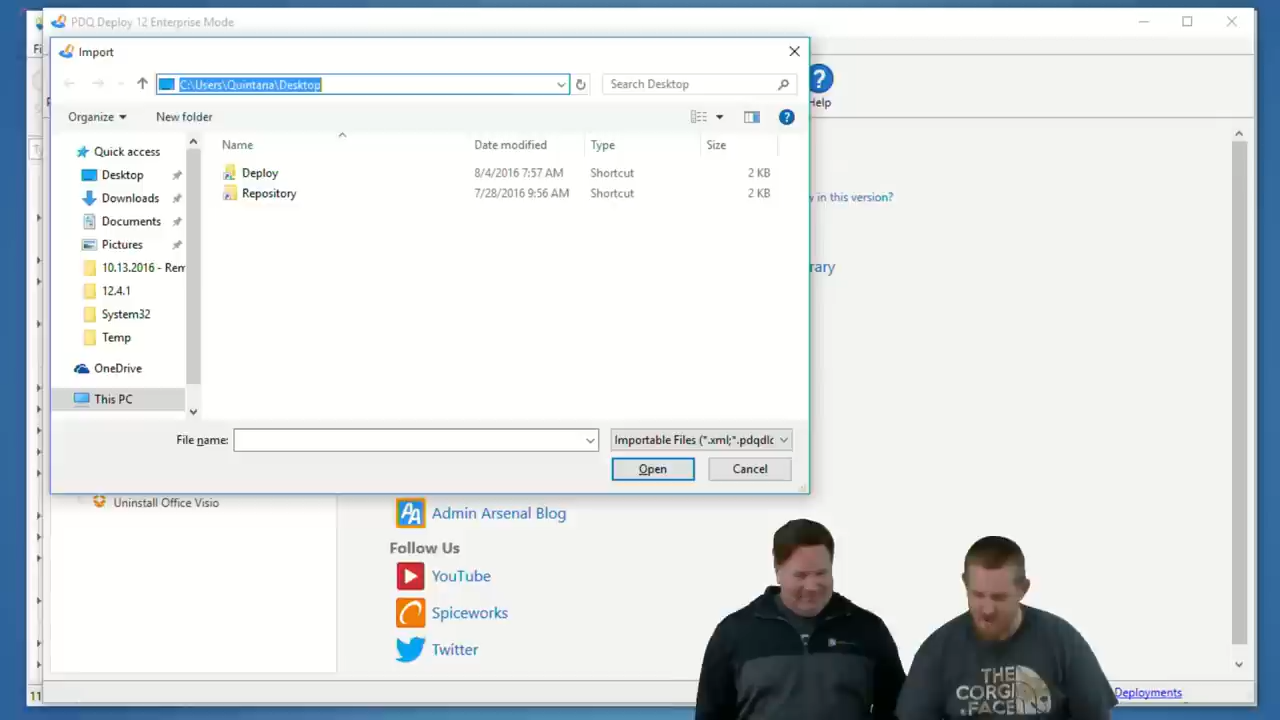 PDQ Deploy 12 Enterprise Mode
Import
C:\Users\Quintana\Desktop
Search Desktop
Help
Organize
New folder
Name
Date modified
Type
Size
Quick access
Desktop
Downloads
Documents
Pictures
10.13.2016 - Rem
12.4.1
System32
Temp
OneDrive
This PC
Deploy
8/4/2016 7:57 AM
Shortcut
2 KB
Repository
7/28/2016 9:56 AM
Shortcut
2 KB
in this version?
rary
File name:
Importable Files (*.xml;*.pdqdlc
Open
Cancel
Uninstall Office Visio
AA
Admin Arsenal Blog
Follow Us
YouTube
Spiceworks
Twitter
THE
CORGI
FACE
11
Deployments